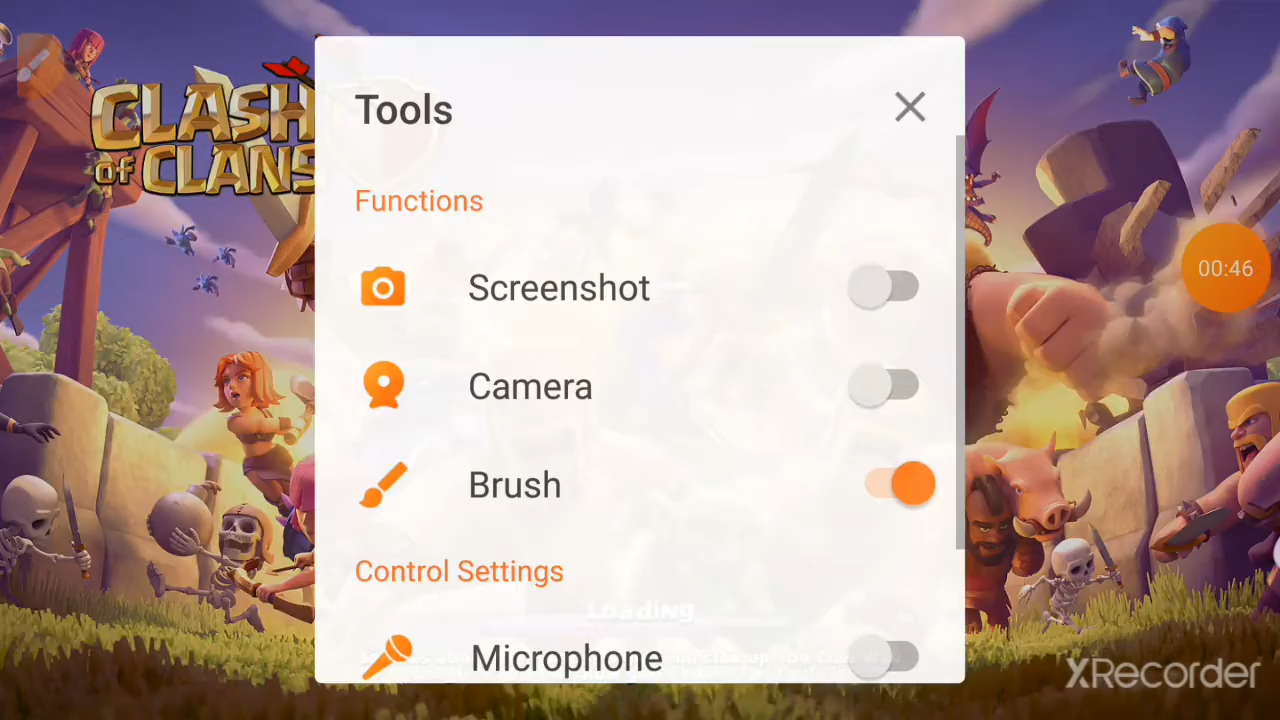 CLASH
OF CLANS
Tools
Functions
Screenshot
Camera
Brush
Control Settings
Microphone
Loading
00:46
XRecorder